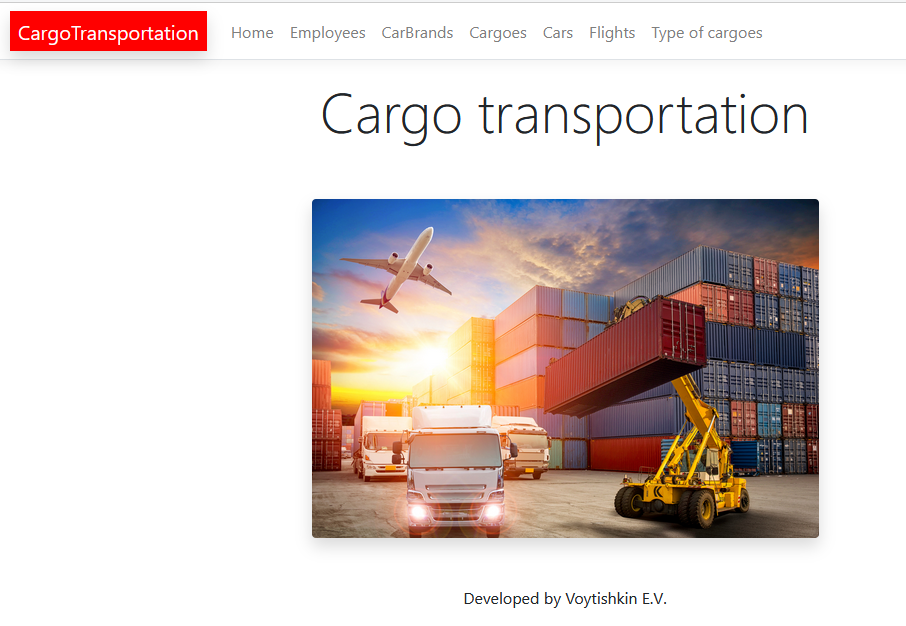 CargoTransportation Home Employees CarBrands Cargoes Cars Flights Type of cargoes
Cargo transportation
Developed by Voytishkin E.V.